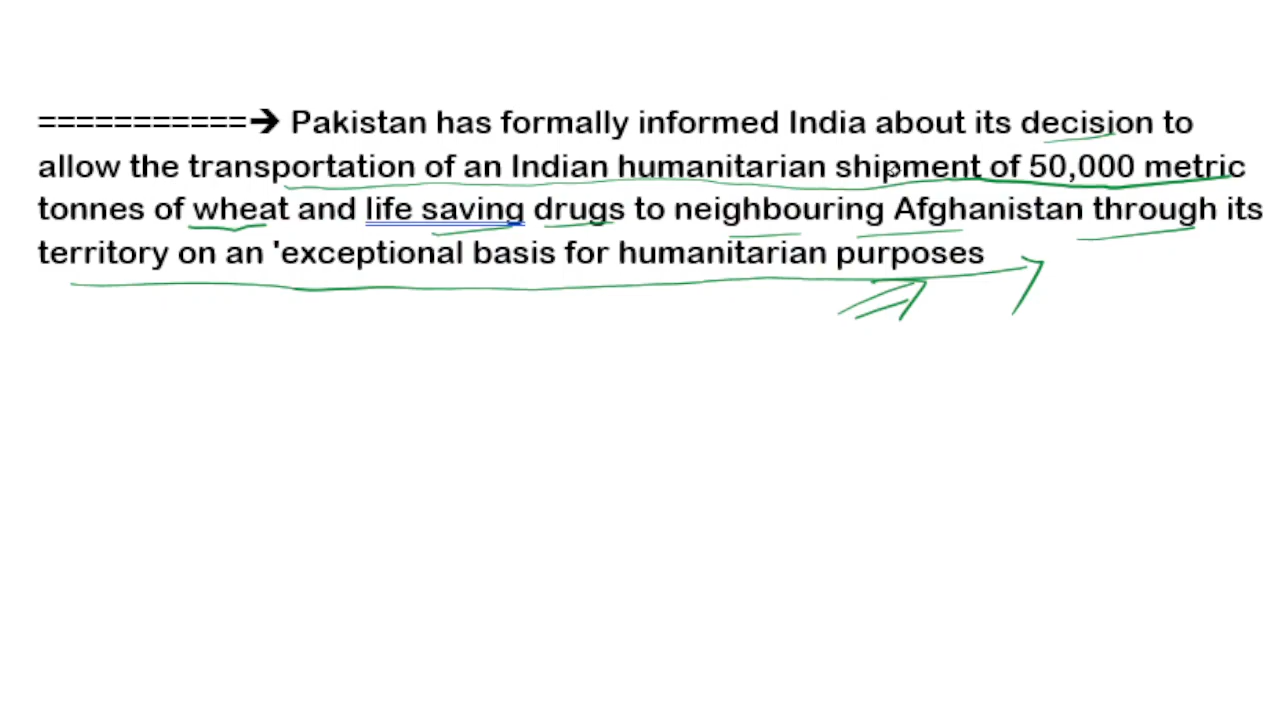 ===========➔ Pakistan has formally informed India about its decision to
allow the transportation of an Indian humanitarian shipment of 50,000 metric
tonnes of wheat and life saving drugs to neighbouring Afghanistan through its
territory on an 'exceptional basis for humanitarian purposes